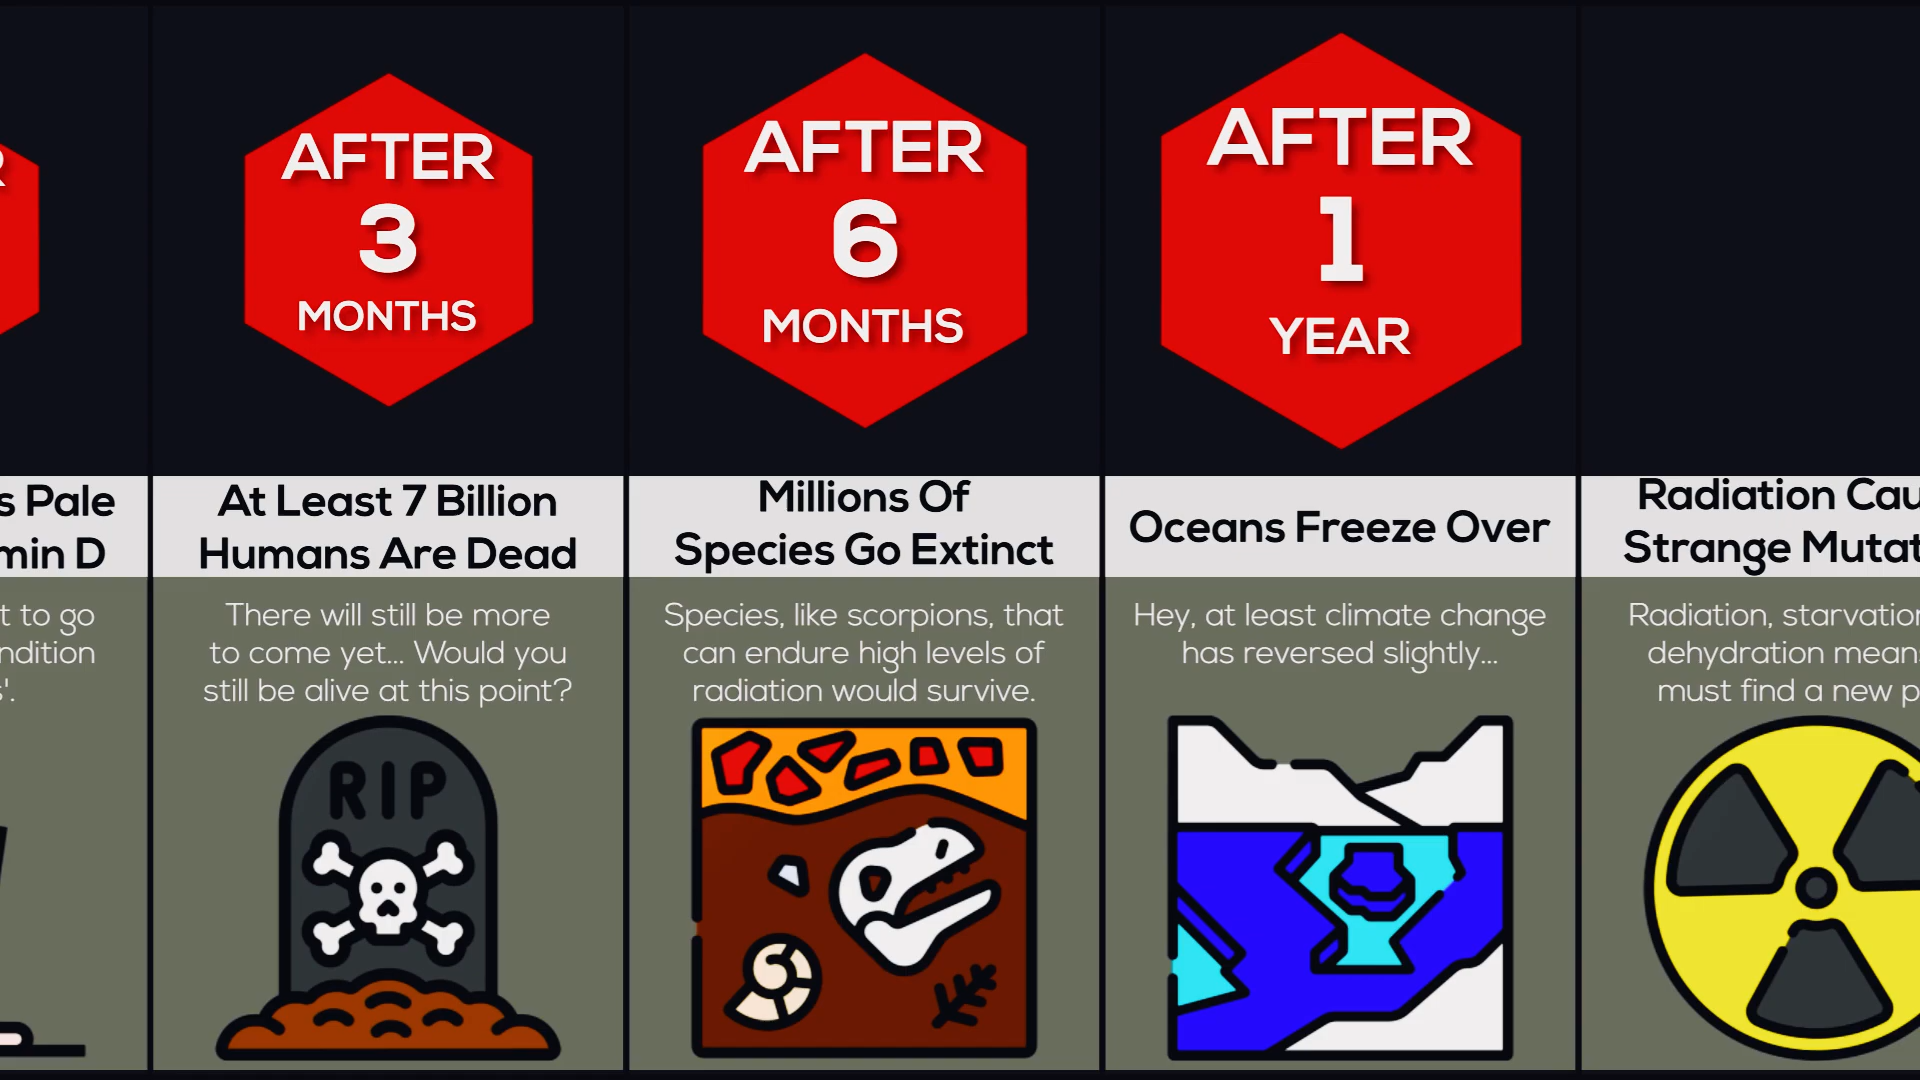 s Pale
min D
t to go
ndition
s'.
AFTER
3
MONTHS
At Least 7 Billion
Humans Are Dead
There will still be more
to come yet... Would you
still be alive at this point?
RIP
AFTER
6
MONTHS
Millions Of
Species Go Extinct
Species, like scorpions, that
can endure high levels of
radiation would survive.
AFTER
1
YEAR
Oceans Freeze Over
Hey, at least climate change
has reversed slightly...
Radiation Cau
Strange Mutat
Radiation, starvation
dehydration means
must find a new p